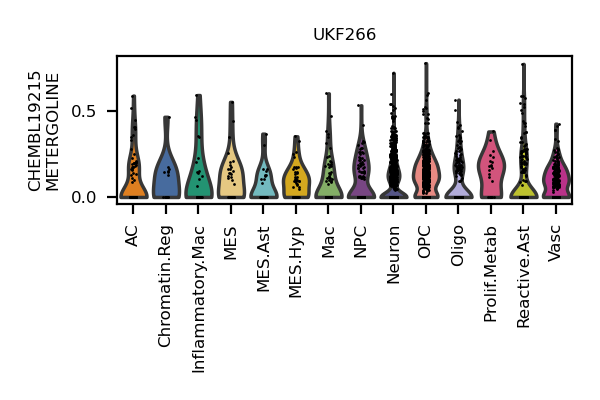 UKF266
CHEMBL19215
METERGOLINE
0.5
0.0
AC
Chromatin.Reg
Inflammatory.Mac
MES
MES.Ast
MES.Hyp
Mac
NPC
Neuron
OPC
Oligo
Prolif.Metab
Reactive.Ast
Vasc